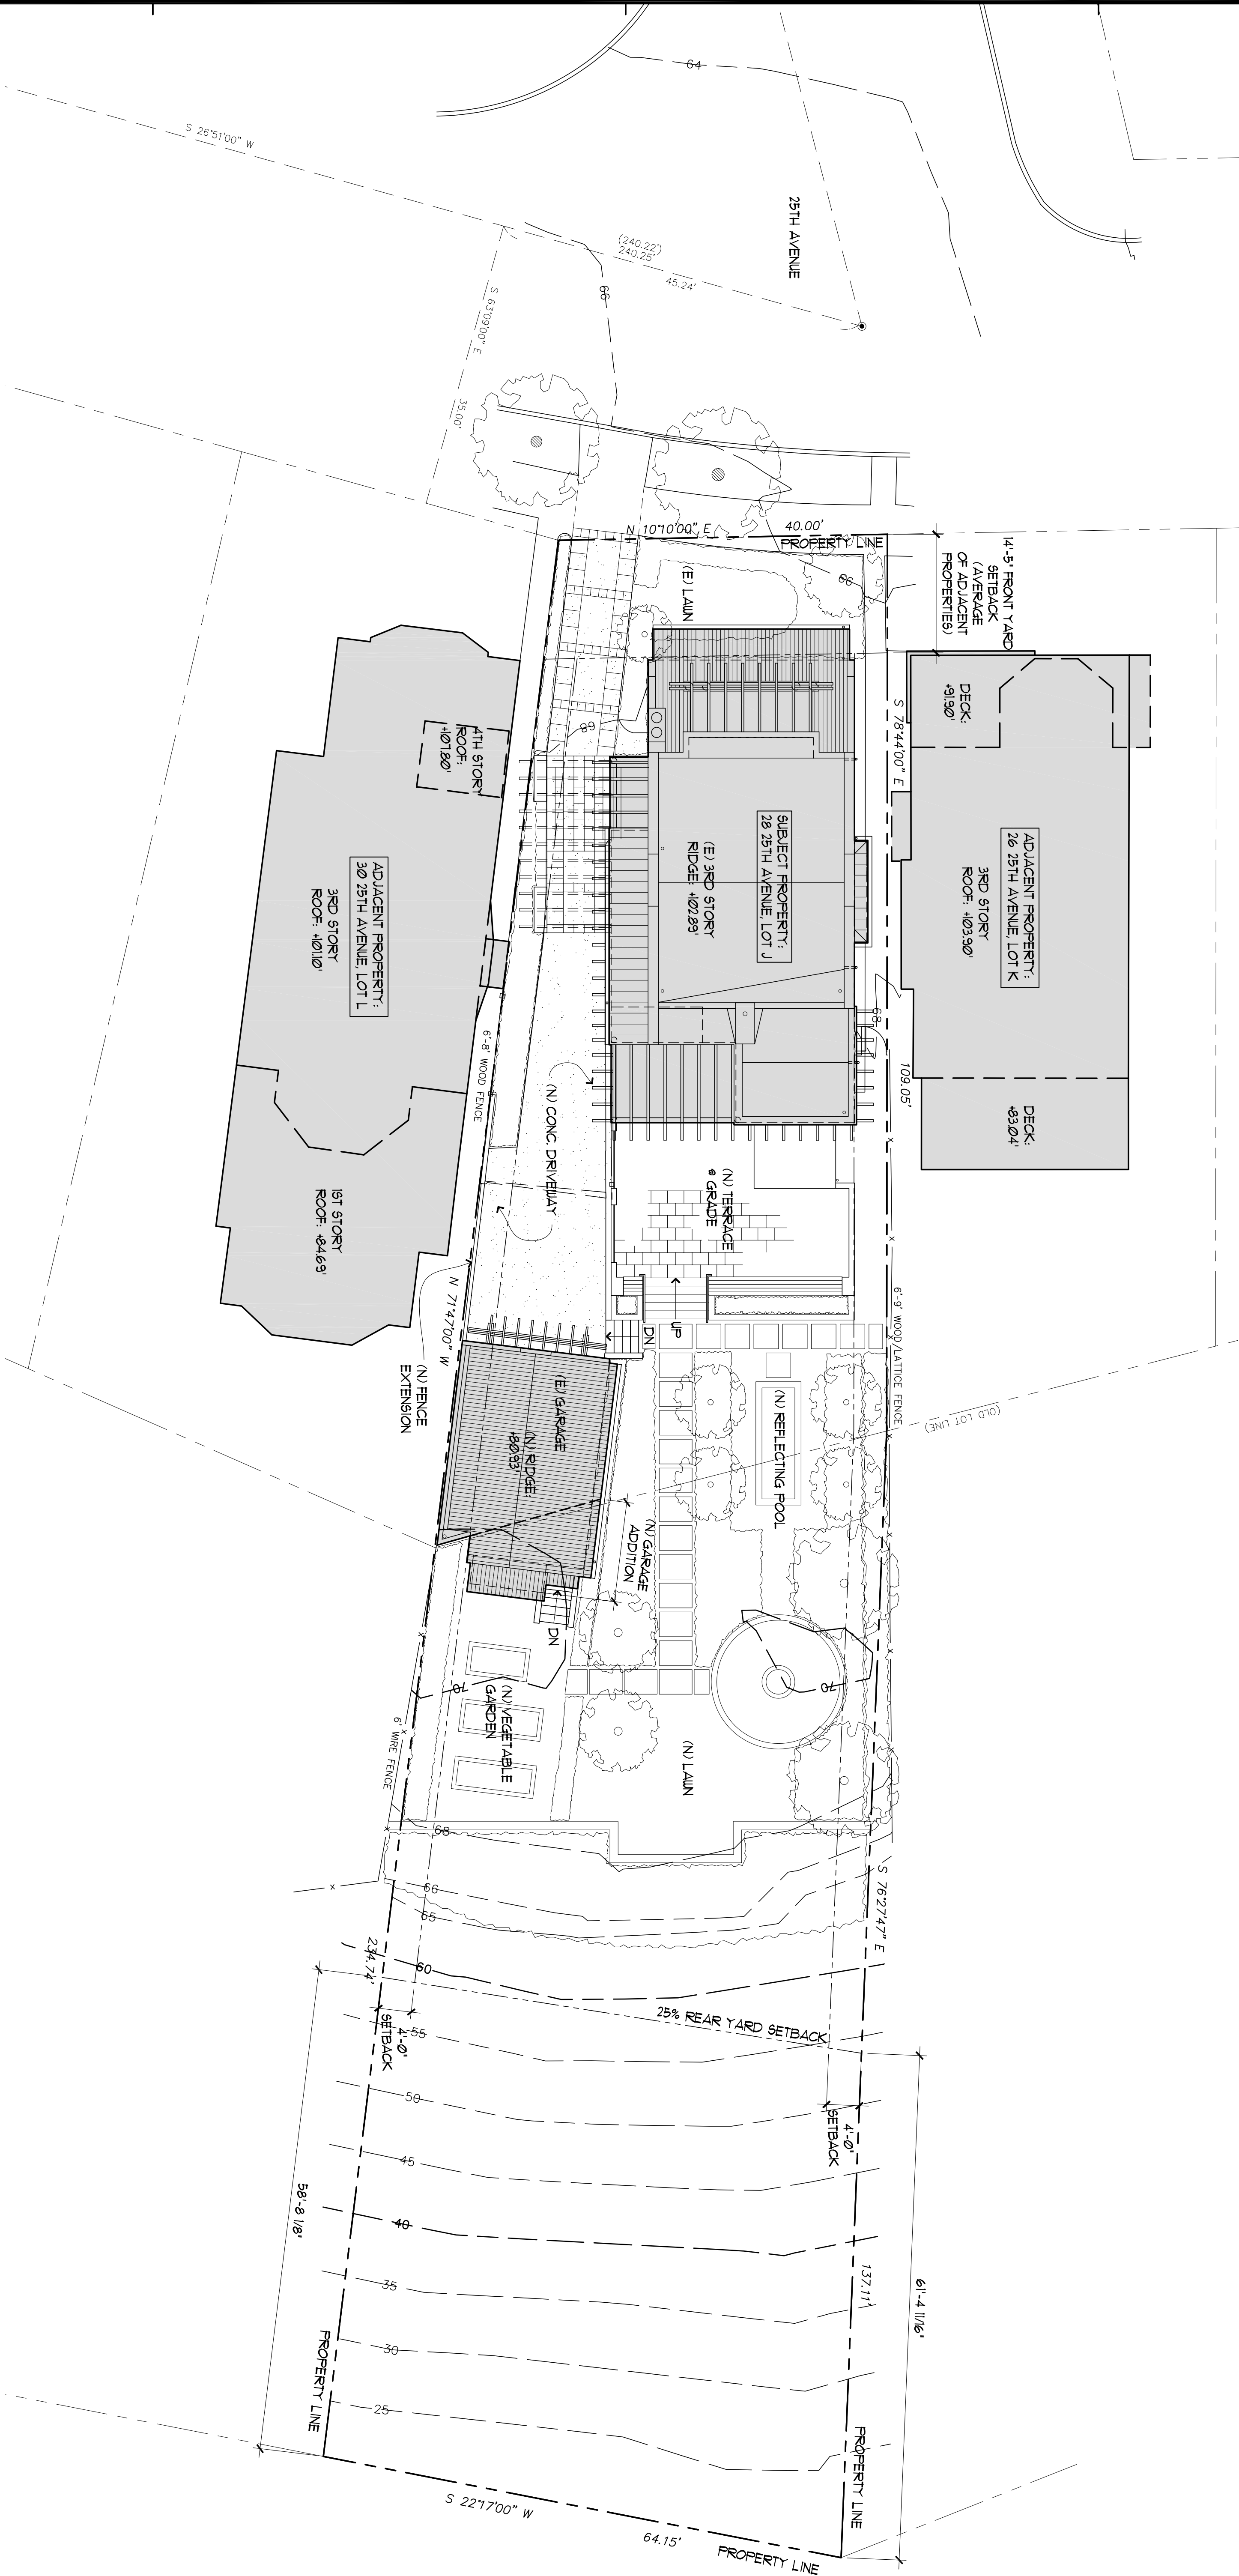 64
S 26°51'00" W
25TH AVENUE
(240.22')
240.25'
45.24'
66
S 63°09'00" E
35.00'
N 10°10'00" E
40.00'
PROPERTY LINE
14'-5" FRONT YARD
SETBACK
(AVERAGE
OF ADJACENT
PROPERTIES)
66
(E) LAWN
DECK:
+91.90'
S 78°44'00" E
68
4TH STORY
ROOF:
+107.80'
SUBJECT PROPERTY:
28 25TH AVENUE, LOT J
(E) 3RD STORY
RIDGE: +102.89'
ADJACENT PROPERTY:
26 25TH AVENUE, LOT K
3RD STORY
ROOF: +103.90'
ADJACENT PROPERTY:
30 25TH AVENUE, LOT L
3RD STORY
ROOF: +101.10'
68
6'-8" WOOD FENCE
109.05'
(N) CONC. DRIVEWAY
DECK:
+83.04'
(N) TERRACE
@ GRADE
1ST STORY
ROOF: +84.69'
N 71°47'00" W
UP
DN
6'-9" WOOD/LATTICE FENCE
(N) FENCE
EXTENSION
(E) GARAGE
(N) RIDGE:
+80.93'
(N) REFLECTING POOL
(OLD LOT LINE)
(N) GARAGE
ADDITION
DN
70
70
(N) VEGETABLE
GARDEN
6' WIRE FENCE
(N) LAWN
68
66
65
S 76°27'47" E
234.74'
60
25% REAR YARD SETBACK
4'-0"
SETBACK
55
50
4'-0"
SETBACK
45
58'-8 1/8"
40
137.11'
61'-4 11/16"
35
30
PROPERTY LINE
25
PROPERTY LINE
S 22°17'00" W
64.15'
PROPERTY LINE